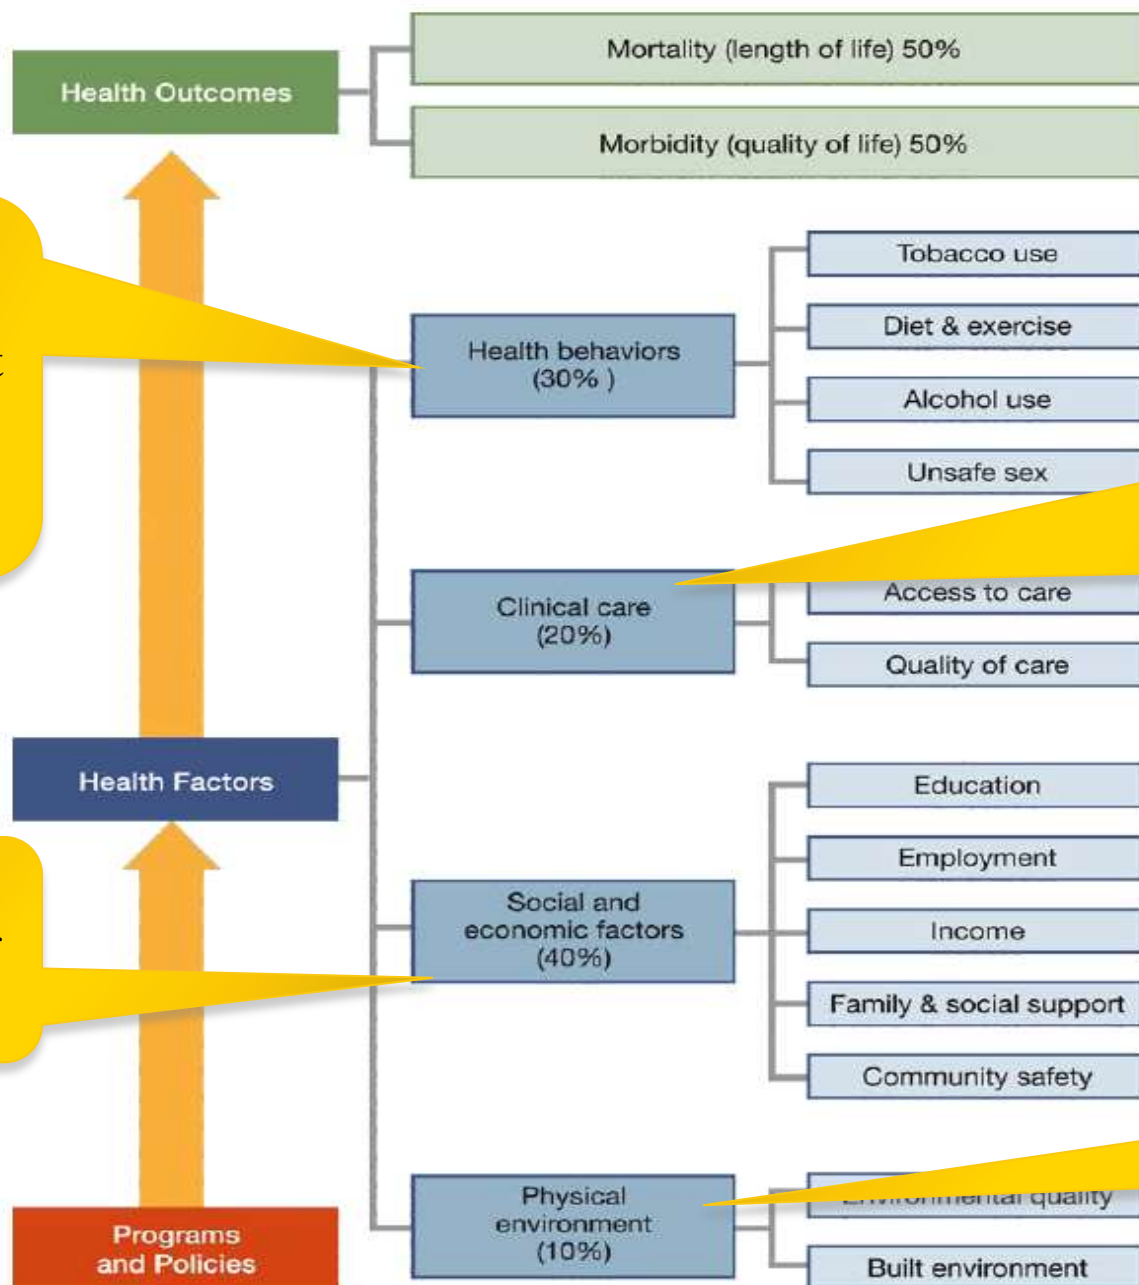 Mortality (length of life) 50%
Health Outcomes
Morbidity (quality of life) 50%
Tobacco use
Health behaviors
(30% )
Diet & exercise
Alcohol use
Unsafe sex
Clinical care
(20%)
Access to care
Quality of care
Health Factors
Education
Employment
Social and
economic factors
(40%)
Income
Family & social support
Community safety
Physical
environment
(10%)
Environmental quality
Built environment
Programs
and Policies